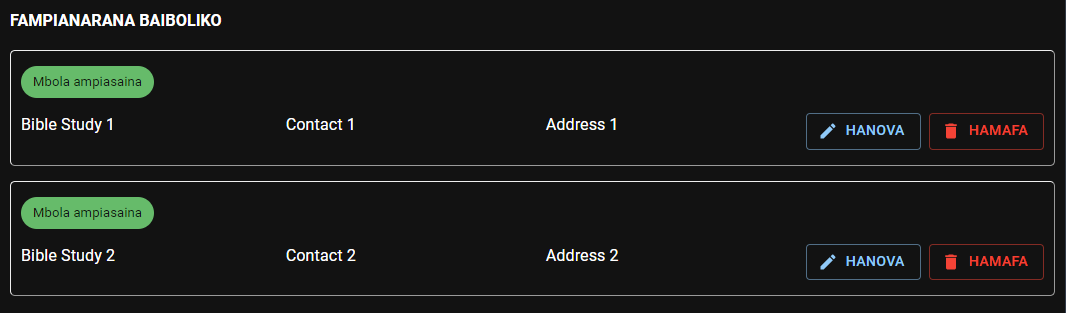 FAMPIANARANA BAIBOLIKO
Mbola ampiasaina
Bible Study 1 Contact 1 Address 1 HANOVA HAMAFA
Mbola ampiasaina
Bible Study 2 Contact 2 Address 2 HANOVA HAMAFA